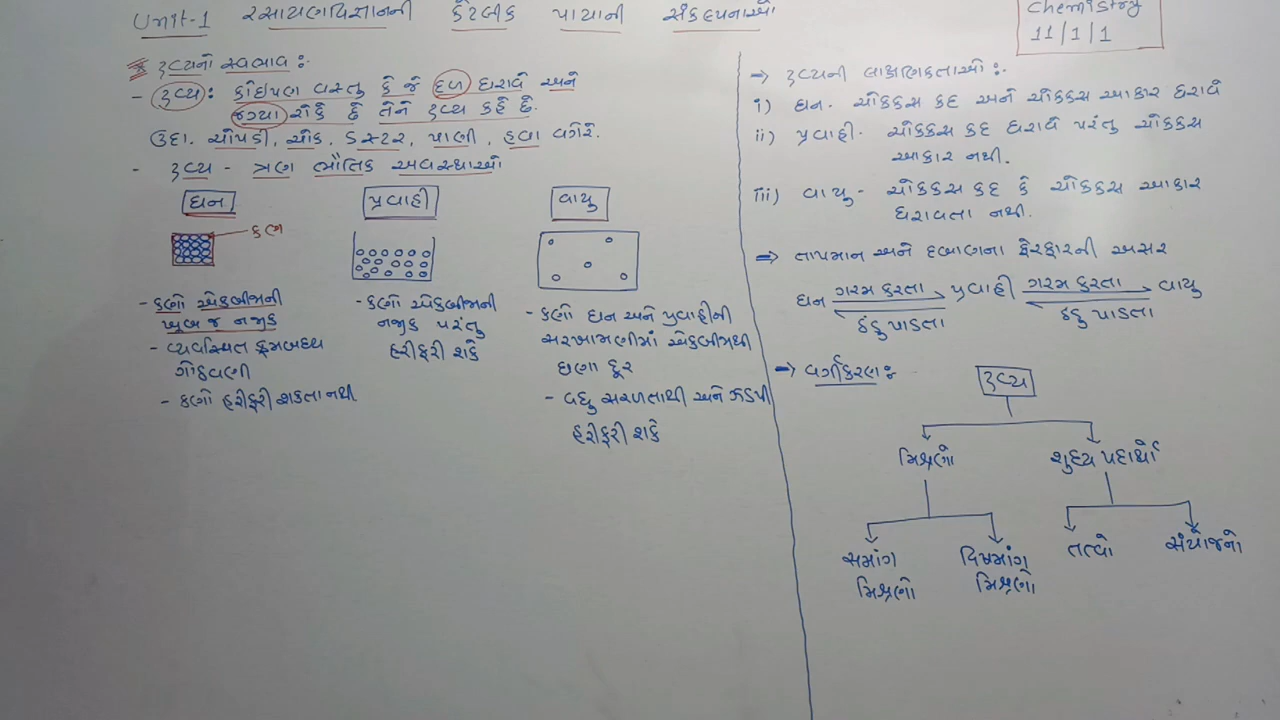 Unit-1 રસાયણવિજ્ઞાનની કેટલીક પાયાની સંકલ્પનાઓ
Chemistry
11/1/1
* દ્રવ્યનો સ્વભાવ :-
- દ્રવ્ય : કોઈપણ વસ્તુ કે જે દળ ધરાવે અને
જગ્યા રોકે છે તેને દ્રવ્ય કહે છે.
ઉદા. ચોપડી, ચોક, ડસ્ટર, પાણી, હવા વગેરે.
- દ્રવ્ય - ત્રણ ભૌતિક અવસ્થાઓ
ઘન પ્રવાહી વાયુ
કણ
- કણો એકબીજાની
ખૂબ જ નજીક
- વ્યવસ્થિત ક્રમબધ્ધ
ગોઠવણી
- કણો હરીફરી શકતા નથી
- કણો એકબીજાની
નજીક પરંતુ
હરીફરી શકે
- કણો ઘન અને પ્રવાહીની
સરખામણીમાં એકબીજાથી
ઘણા દૂર
- વધુ સરળતાથી અને ઝડપી
હરીફરી શકે
→ દ્રવ્યની લાક્ષણિકતાઓ :-
i) ઘન - ચોક્કસ કદ અને ચોક્કસ આકાર ધરાવે
ii) પ્રવાહી - ચોક્કસ કદ ધરાવે પરંતુ ચોક્કસ
આકાર નથી.
iii) વાયુ - ચોક્કસ કદ કે ચોક્કસ આકાર
ધરાવતા નથી.
→ તાપમાન અને દબાણના ફેરફારની અસર
ઘન ગરમ કરતા પ્રવાહી ગરમ કરતા વાયુ
ઠંડુ પાડતા ઠંડુ પાડતા
→ વર્ગીકરણ :-
દ્રવ્ય
મિશ્રણો શુધ્ધ પદાર્થો
સમાંગ મિશ્રણો
વિષમાંગ મિશ્રણો
તત્વો સંયોજનો